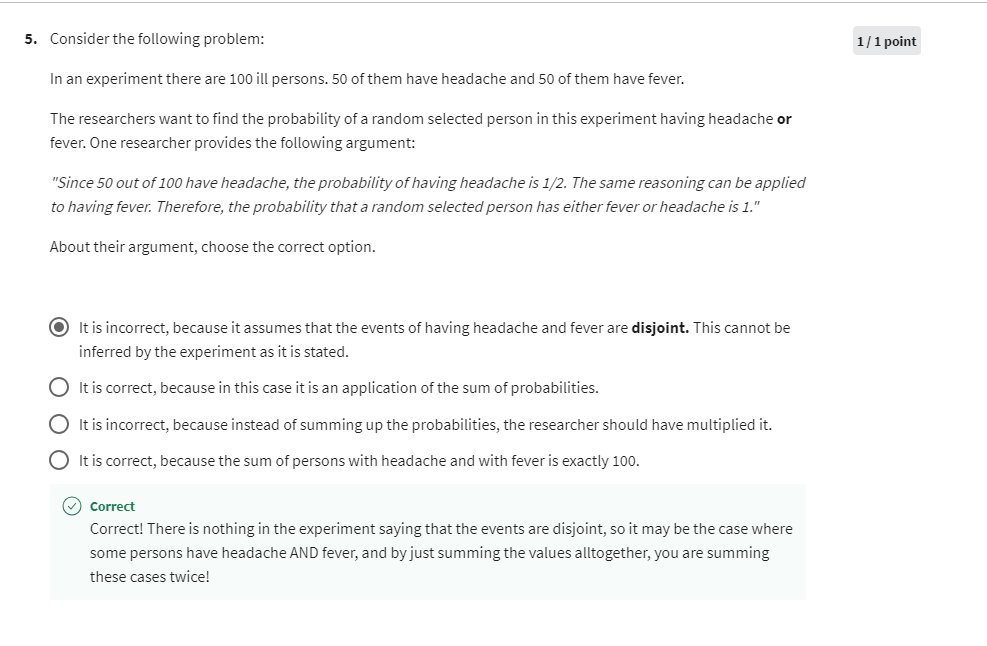 5. Consider the following problem:
1 / 1 point
In an experiment there are 100 ill persons. 50 of them have headache and 50 of them have fever.
The researchers want to find the probability of a random selected person in this experiment having headache or
fever. One researcher provides the following argument:
"Since 50 out of 100 have headache, the probability of having headache is 1/2. The same reasoning can be applied
to having fever. Therefore, the probability that a random selected person has either fever or headache is 1."
About their argument, choose the correct option.
It is incorrect, because it assumes that the events of having headache and fever are disjoint. This cannot be
inferred by the experiment as it is stated.
It is correct, because in this case it is an application of the sum of probabilities.
It is incorrect, because instead of summing up the probabilities, the researcher should have multiplied it.
It is correct, because the sum of persons with headache and with fever is exactly 100.
Correct
Correct! There is nothing in the experiment saying that the events are disjoint, so it may be the case where
some persons have headache AND fever, and by just summing the values alltogether, you are summing
these cases twice!